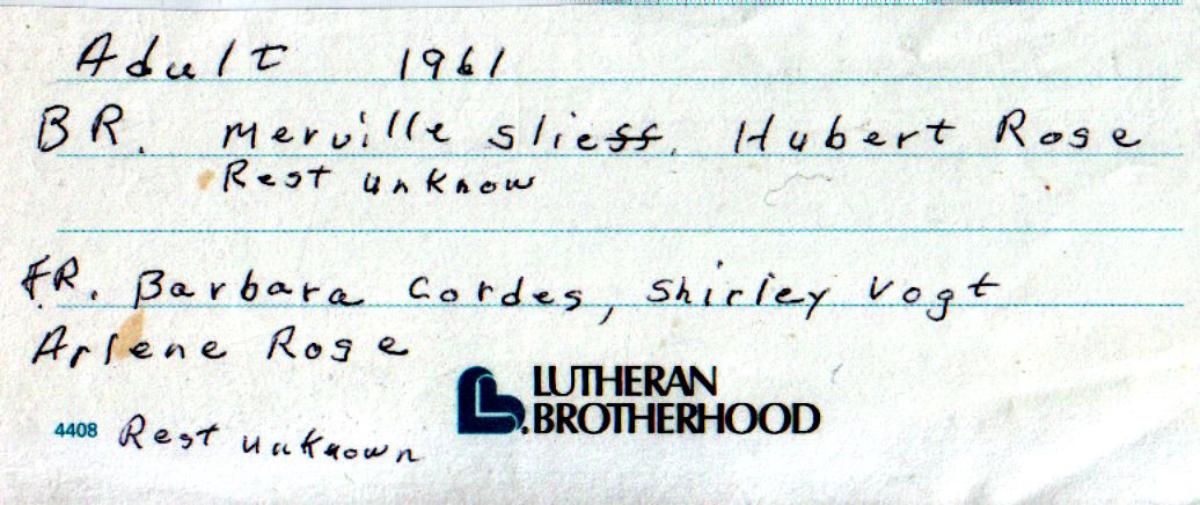 Adult 1961
BR. Merville Slieff, Hubert Rose
Rest unknow
FR. Barbara Cordes, Shirley Vogt
Arlene Rose
LUTHERAN
BROTHERHOOD
4408 Rest unknown